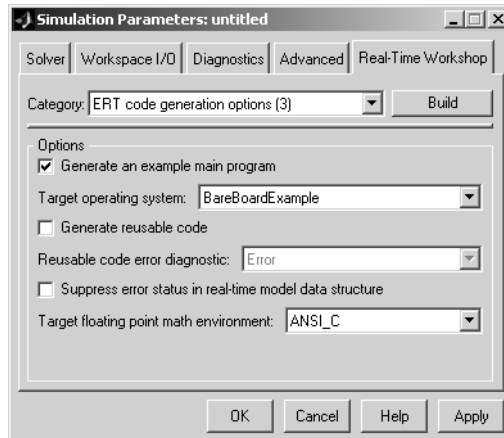 Simulation Parameters: untitled
Solver Workspace I/O Diagnostics Advanced Real-Time Workshop
Category: ERT code generation options (3) Build
Options
Generate an example main program
Target operating system: BareBoardExample
Generate reusable code
Reusable code error diagnostic: Error
Suppress error status in real-time model data structure
Target floating point math environment: ANSI_C
OK Cancel Help Apply